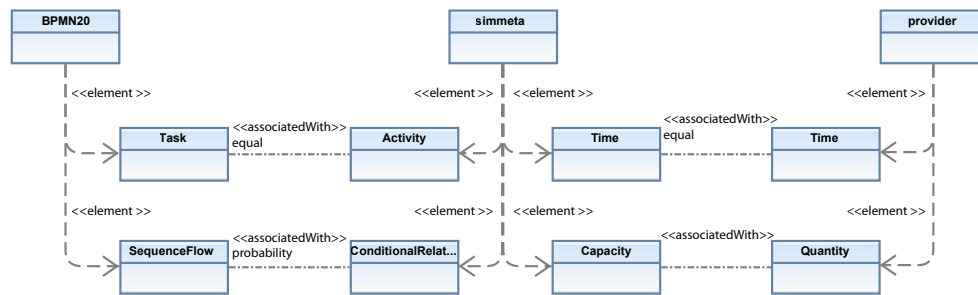 BPMN20
simmeta
provider
<<element >>
<<element >>
<<element >>
<<element >>
Task
<<associatedWith>>
equal
Activity
Time
<<associatedWith>>
equal
Time
<<element >>
<<element >>
<<element >>
<<element >>
SequenceFlow
<<associatedWith>>
probability
ConditionalRelat...
Capacity
<<associatedWith>>
Quantity